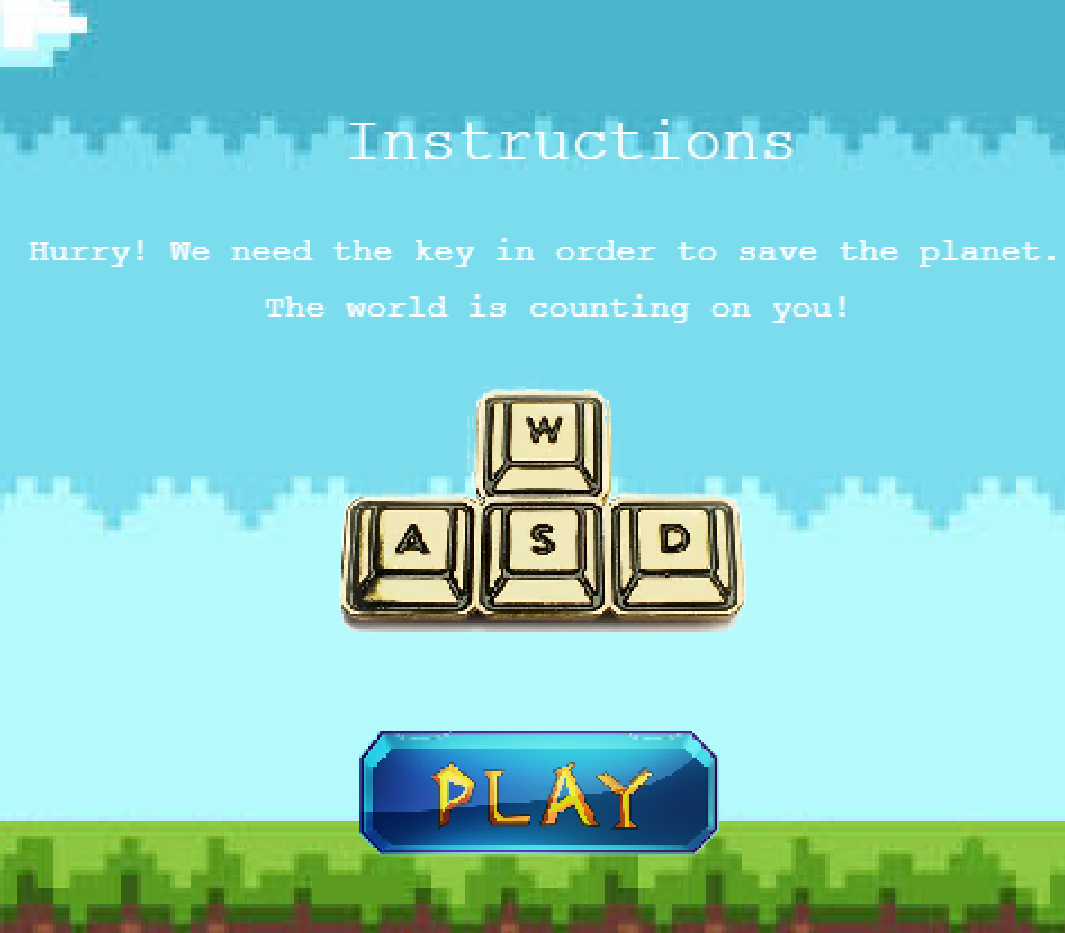 Instructions
Hurry! We need the key in order to save the planet.
The world is counting on you!
W
A S D
PLAY